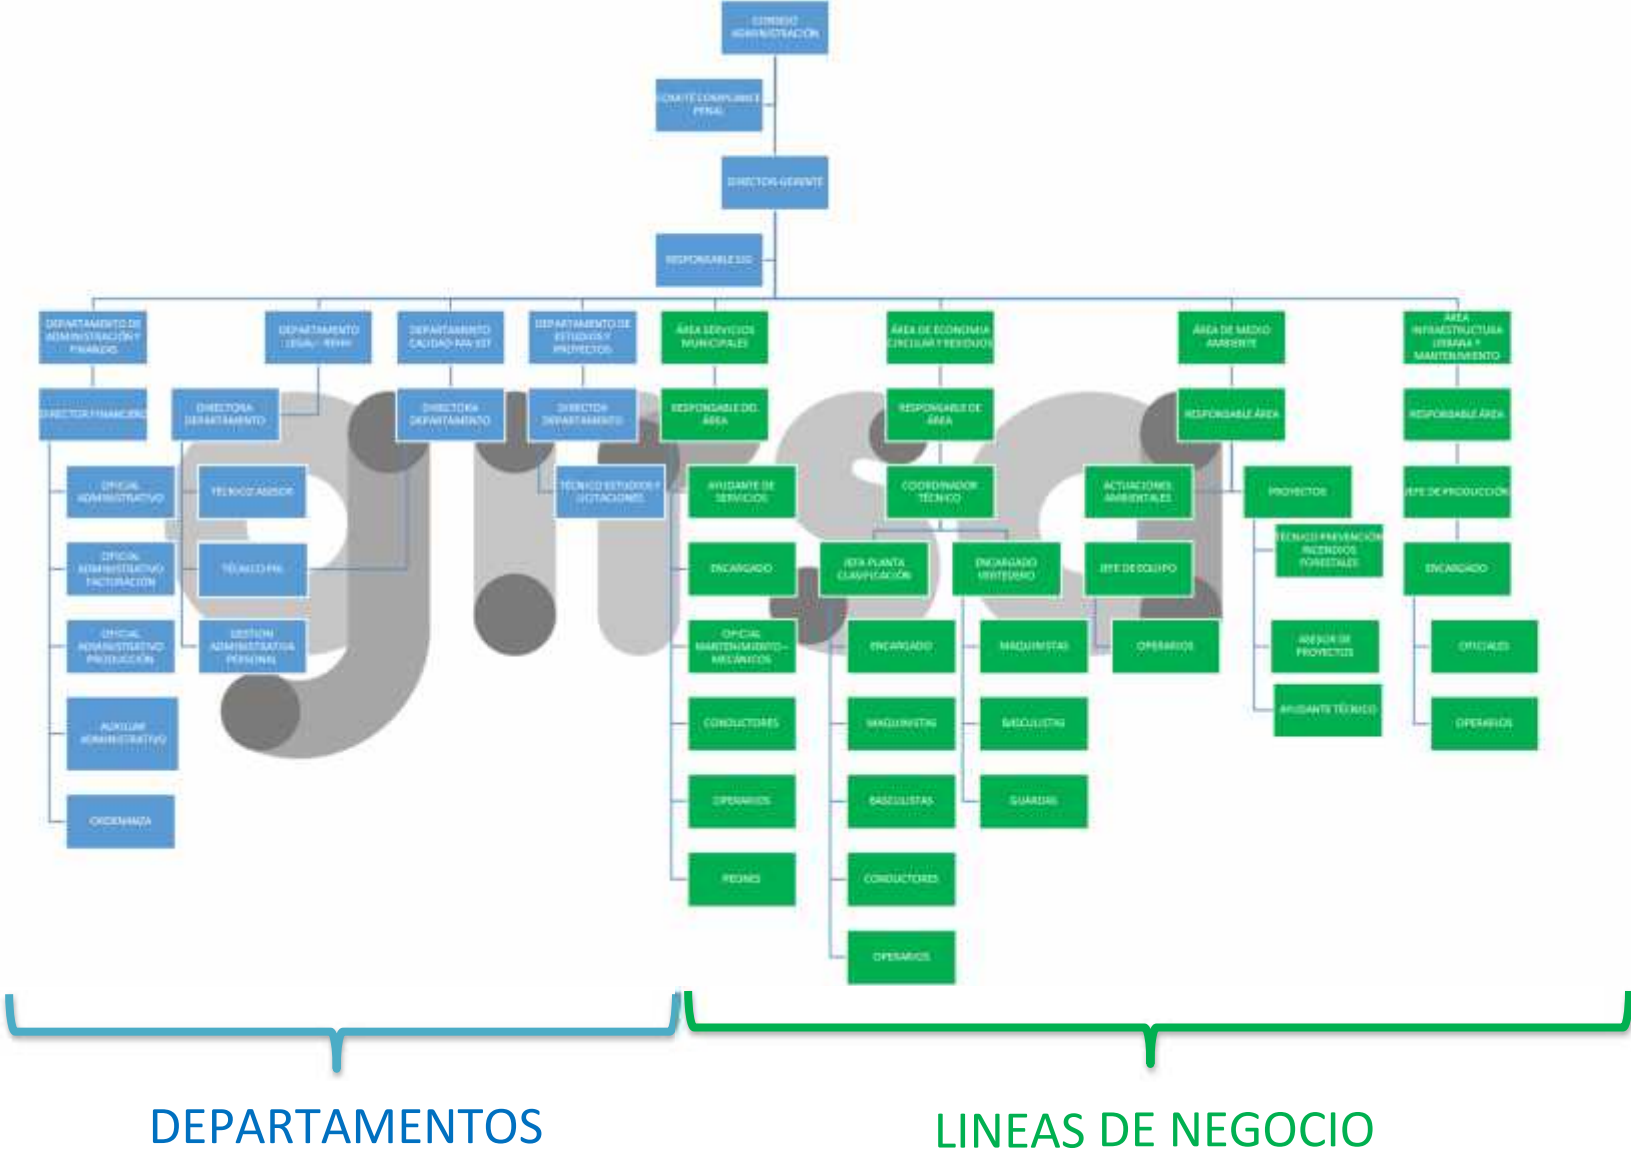 CONSEJO
ADMINISTRACIÓN
COMITÉ COMPLIANCE
PENAL
DIRECTOR-GERENTE
RESPONSABLE SIG
DEPARTAMENTO DE
ADMINISTRACIÓN Y
FINANZAS
DEPARTAMENTO
LEGAL - RRHH
DEPARTAMENTO
CALIDAD-MA-SST
DEPARTAMENTO DE
ESTUDIOS Y
PROYECTOS
ÁREA SERVICIOS
MUNICIPALES
ÁREA DE ECONOMIA
CIRCULAR Y RESIDUOS
ÁREA DE MEDIO
AMBIENTE
ÁREA
INFRAESTRUCTURA
URBANA Y
MANTENIMIENTO
DIRECTOR FINANCIERO
DIRECTORA
DEPARTAMENTO
DIRECTORA
DEPARTAMENTO
DIRECTOR
DEPARTAMENTO
RESPONSABLE DEL
ÁREA
RESPONSABLE DE
ÁREA
RESPONSABLE ÁREA
RESPONSABLE ÁREA
OFICIAL
ADMINISTRATIVO
TÉCNICO ASESOR
TÉCNICO ESTUDIOS Y
LICITACIONES
AYUDANTE DE
SERVICIOS
COORDINADOR
TÉCNICO
ACTUACIONES
AMBIENTALES
PROYECTOS
JEFE DE PRODUCCIÓN
OFICIAL
ADMINISTRATIVO
FACTURACIÓN
TÉCNICO PRL
ENCARGADO
JEFA PLANTA
CLASIFICACIÓN
ENCARGADO
VERTEDERO
JEFE DE EQUIPO
TÉCNICO PREVENCIÓN
INCENDIOS
FORESTALES
ENCARGADO
OFICIAL
ADMINISTRATIVO
PRODUCCIÓN
GESTION
ADMINISTRATIVA
PERSONAL
OFICIAL
MANTENIMIENTO–
MECÁNICOS
ENCARGADO
MAQUINISTAS
OPERARIOS
ASESOR DE
PROYECTOS
OFICIALES
AUXILIAR
ADMINISTRATIVO
CONDUCTORES
MAQUINISTAS
BASCULISTAS
AYUDANTE TÉCNICO
OPERARIOS
ORDENANZA
OPERARIOS
BASCULISTAS
GUARDAS
PEONES
CONDUCTORES
OPERARIOS
girsa
DEPARTAMENTOS
LINEAS DE NEGOCIO